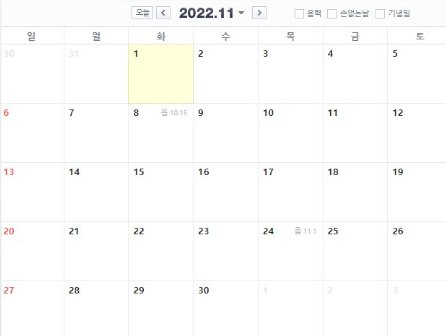 오늘 < 2022.11 > 음력 손없는날 기념일
일 월 화 수 목 금 토
30 31 1 2 3 4 5
6 7 8 음 10.15 9 10 11 12
13 14 15 16 17 18 19
20 21 22 23 24 음 11.1 25 26
27 28 29 30 1 2 3